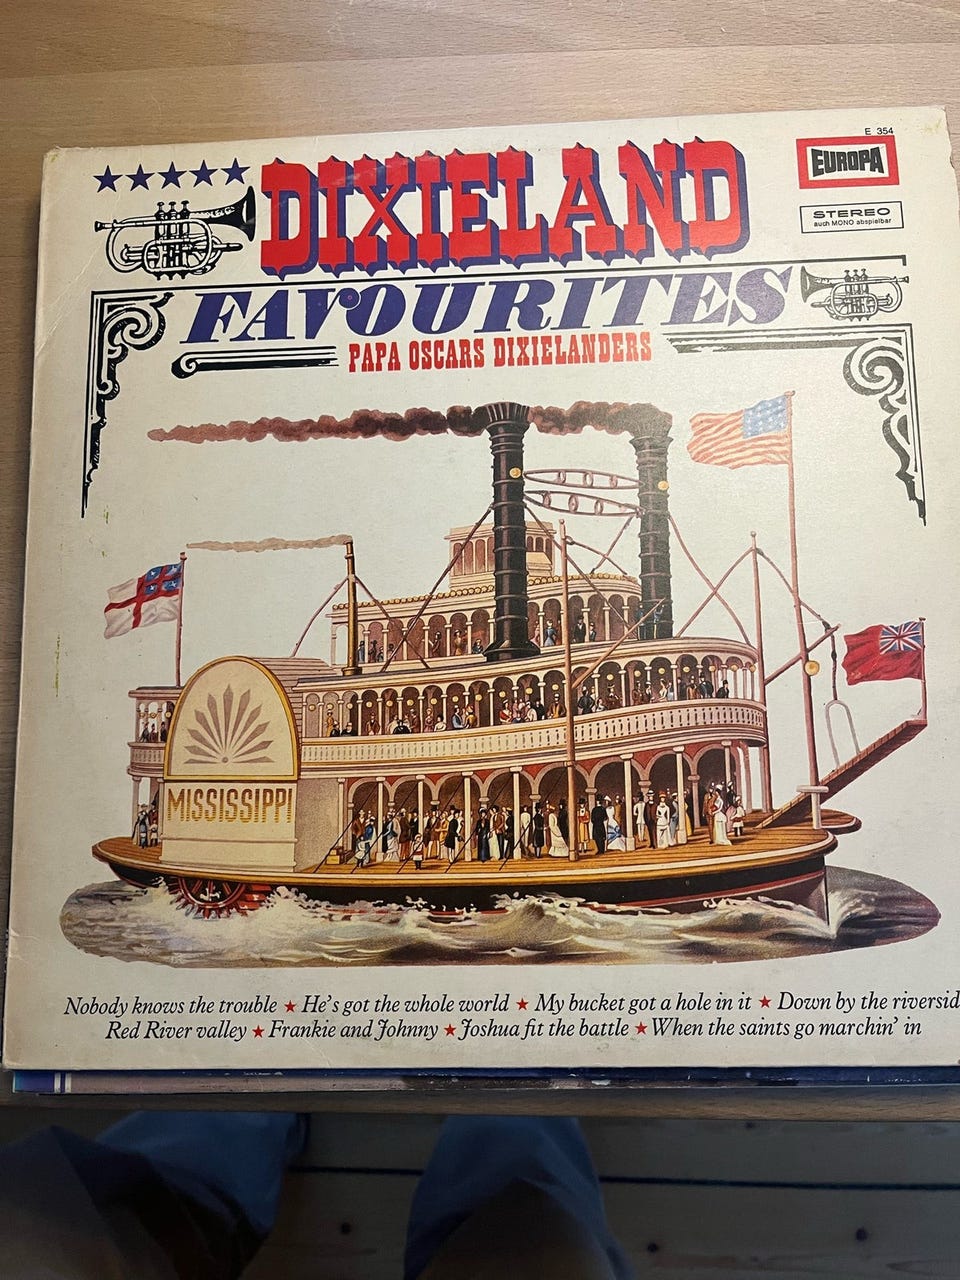 E 354
EUROPA
STEREO
auch MONO abspielbar
DIXIELAND
FAVOURITES
PAPA OSCARS DIXIELANDERS
MISSISSIPPI
Nobody knows the trouble ★ He's got the whole world ★ My bucket got a hole in it ★ Down by the riversid
Red River valley ★ Frankie and Johnny ★ Joshua fit the battle ★ When the saints go marchin' in